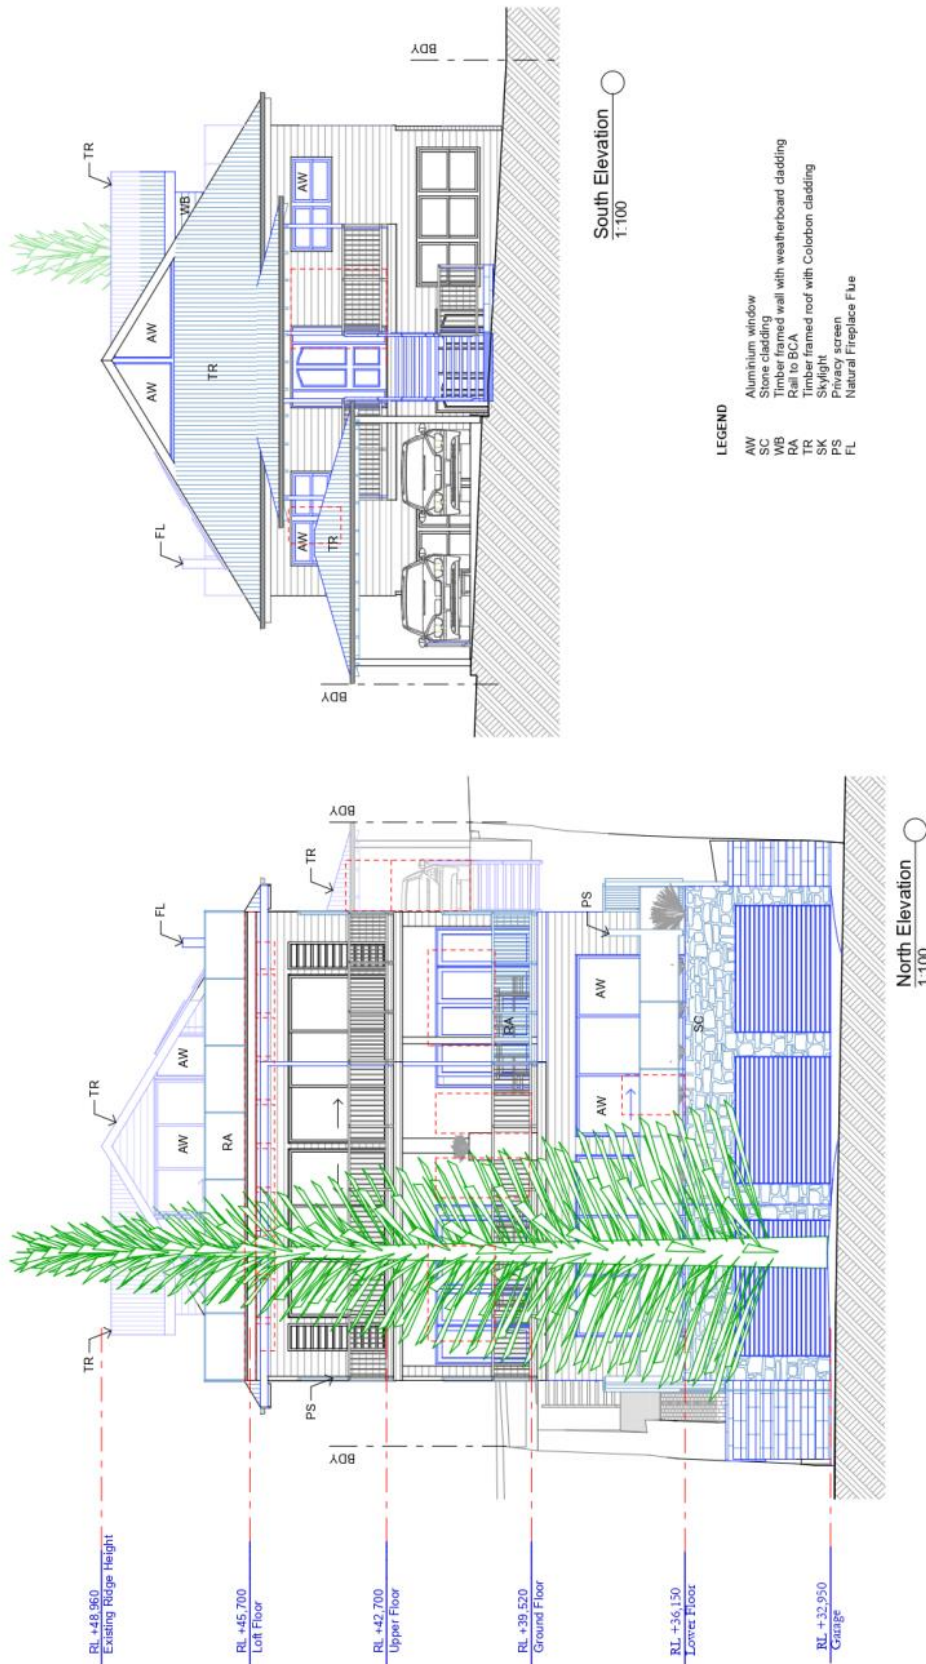 RL +48,960
Existing Ridge Height
RL +45,700
Loft Floor
RL +42,700
Upper Floor
RL +39,520
Ground Floor
RL +36,150
Lower Floor
RL +32,950
Garage
TR
TR
FL
AW
AW
RA
TR
BDY
BDY
PS
RA
PS
AW
AW
SC
North Elevation
1:100
TR
WB
FL
AW
AW
TR
AW
AW
TR
BDY
BDY
South Elevation
1:100
LEGEND
AW Aluminium window
SC Stone cladding
WB Timber framed wall with weatherboard cladding
RA Rail to BCA
TR Timber framed roof with Colorbon cladding
SK Skylight
PS Privacy screen
FL Natural Fireplace Flue